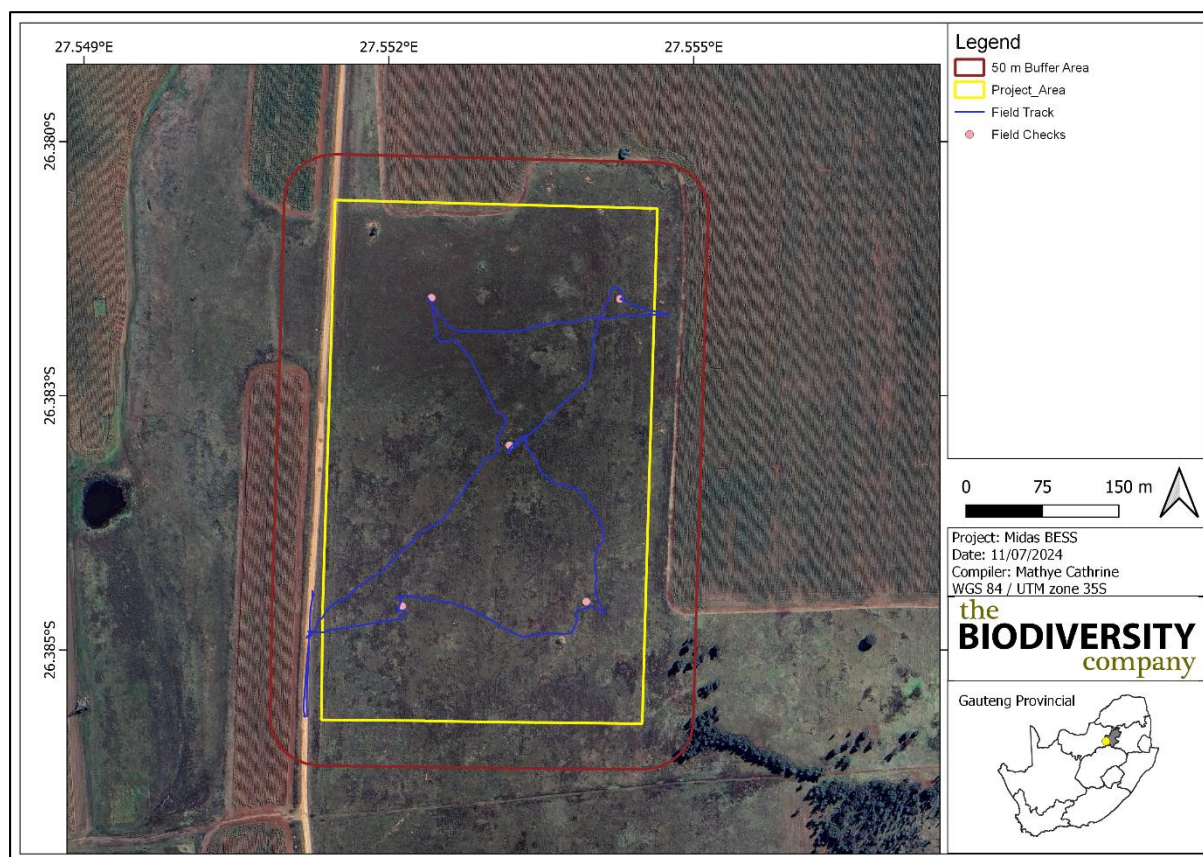 27.549°E 27.552°E 27.555°E
26.380°S
26.383°S
26.385°S
Legend
50 m Buffer Area
Project_Area
Field Track
Field Checks
0 75 150 m
Project: Midas BESS
Date: 11/07/2024
Compiler: Mathye Cathrine
WGS 84 / UTM zone 35S
the
BIODIVERSITY
company
Gauteng Provincial